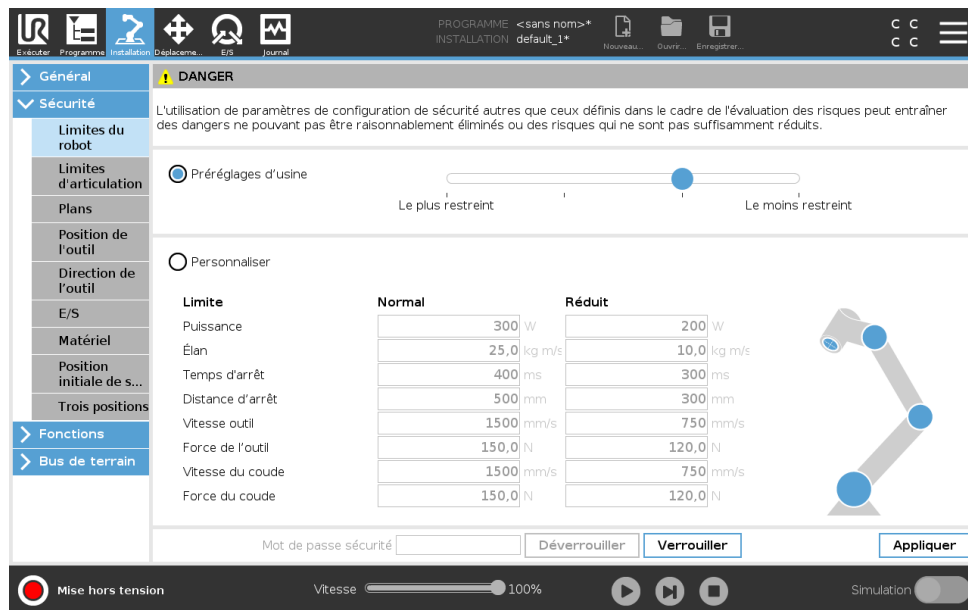 UR
PROGRAMME <sans nom>*
INSTALLATION default_1*
C C
C C
Exécuter Programme Installation Déplaceme... E/S Journal
Nouveau... Ouvrir... Enregistrer...
Général
Sécurité
Limites du
robot
Limites
d'articulation
Plans
Position de
l'outil
Direction de
l'outil
E/S
Matériel
Position
initiale de s...
Trois positions
Fonctions
Bus de terrain
DANGER
L'utilisation de paramètres de configuration de sécurité autres que ceux définis dans le cadre de l'évaluation des risques peut entraîner
des dangers ne pouvant pas être raisonnablement éliminés ou des risques qui ne sont pas suffisamment réduits.
Préréglages d'usine
Le plus restreint Le moins restreint
Personnaliser
Limite Normal Réduit
Puissance 300 W 200 W
Élan 25,0 kg m/s 10,0 kg m/s
Temps d'arrêt 400 ms 300 ms
Distance d'arrêt 500 mm 300 mm
Vitesse outil 1500 mm/s 750 mm/s
Force de l'outil 150,0 N 120,0 N
Vitesse du coude 1500 mm/s 750 mm/s
Force du coude 150,0 N 120,0 N
Mot de passe sécurité Déverrouiller Verrouiller Appliquer
Mise hors tension Vitesse 100% Simulation